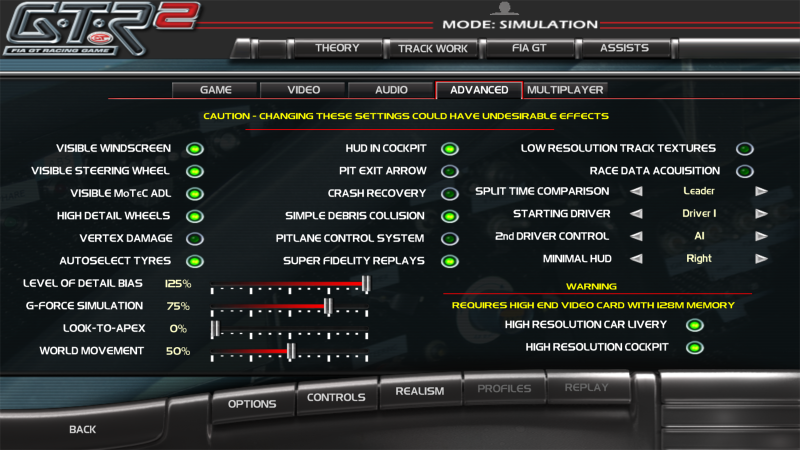 GTR2
FIA GT RACING GAME
MODE: SIMULATION
THEORY TRACK WORK FIA GT ASSISTS
GAME VIDEO AUDIO ADVANCED MULTIPLAYER
CAUTION - CHANGING THESE SETTINGS COULD HAVE UNDESIRABLE EFFECTS
VISIBLE WINDSCREEN HUD IN COCKPIT LOW RESOLUTION TRACK TEXTURES
VISIBLE STEERING WHEEL PIT EXIT ARROW RACE DATA ACQUISITION
VISIBLE MoTeC ADL CRASH RECOVERY SPLIT TIME COMPARISON Leader
HIGH DETAIL WHEELS SIMPLE DEBRIS COLLISION STARTING DRIVER Driver 1
VERTEX DAMAGE PITLANE CONTROL SYSTEM 2nd DRIVER CONTROL AI
AUTOSELECT TYRES SUPER FIDELITY REPLAYS MINIMAL HUD Right
LEVEL OF DETAIL BIAS 125% WARNING
G-FORCE SIMULATION 75% REQUIRES HIGH END VIDEO CARD WITH 128M MEMORY
LOOK-TO-APEX 0% HIGH RESOLUTION CAR LIVERY
WORLD MOVEMENT 50% HIGH RESOLUTION COCKPIT
BACK OPTIONS CONTROLS REALISM PROFILES REPLAY